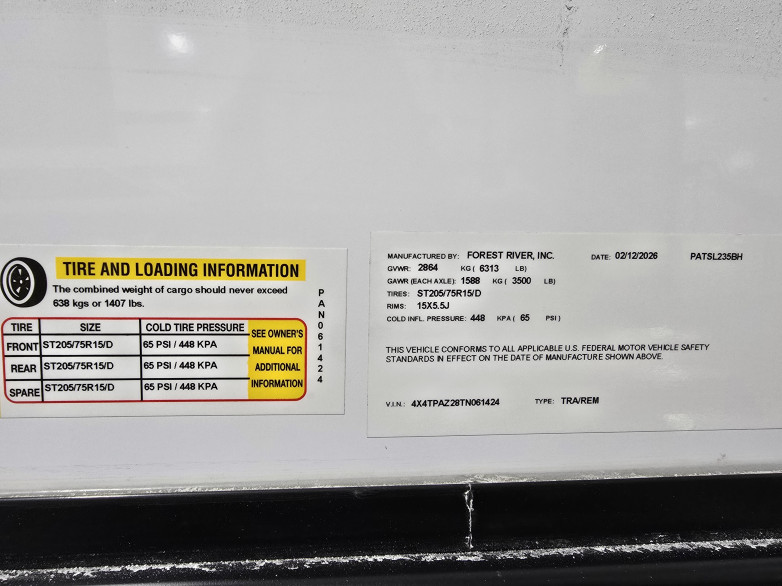 TIRE AND LOADING INFORMATION
The combined weight of cargo should never exceed
638 kgs or 1407 lbs.
TIRE SIZE COLD TIRE PRESSURE
FRONT ST205/75R15/D 65 PSI / 448 KPA
REAR ST205/75R15/D 65 PSI / 448 KPA
SPARE ST205/75R15/D 65 PSI / 448 KPA
SEE OWNER'S
MANUAL FOR
ADDITIONAL
INFORMATION
PAN061424
MANUFACTURED BY: FOREST RIVER, INC. DATE: 02/12/2026 PATSL235BH
GVWR: 2864 KG ( 6313 LB)
GAWR (EACH AXLE): 1588 KG ( 3500 LB)
TIRES: ST205/75R15/D
RIMS: 15X5.5J
COLD INFL. PRESSURE: 448 KPA ( 65 PSI )
THIS VEHICLE CONFORMS TO ALL APPLICABLE U.S. FEDERAL MOTOR VEHICLE SAFETY
STANDARDS IN EFFECT ON THE DATE OF MANUFACTURE SHOWN ABOVE.
V.I.N.: 4X4TPAZ28TN061424 TYPE: TRA/REM